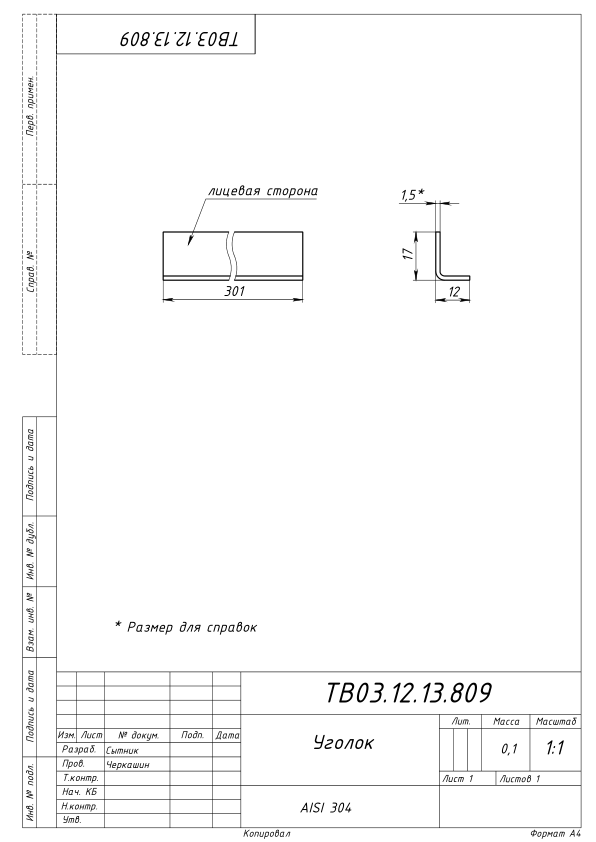 ТВ03.12.13.809
Перв. примен.
Справ. №
лицевая сторона
1,5*
17
301
12
Подпись и дата
Инв. № дубл.
Взам. инв. №
Подпись и дата
Инв. № подл.
* Размер для справок
ТВ03.12.13.809
Изм. Лист № докум. Подп. Дата
Разраб. Сытник
Пров. Черкашин
Т.контр.
Нач. КБ
Н.контр.
Утв.
Уголок
Лит. Масса Масштаб
0,1 1:1
Лист 1 Листов 1
AISI 304
Копировал Формат А4